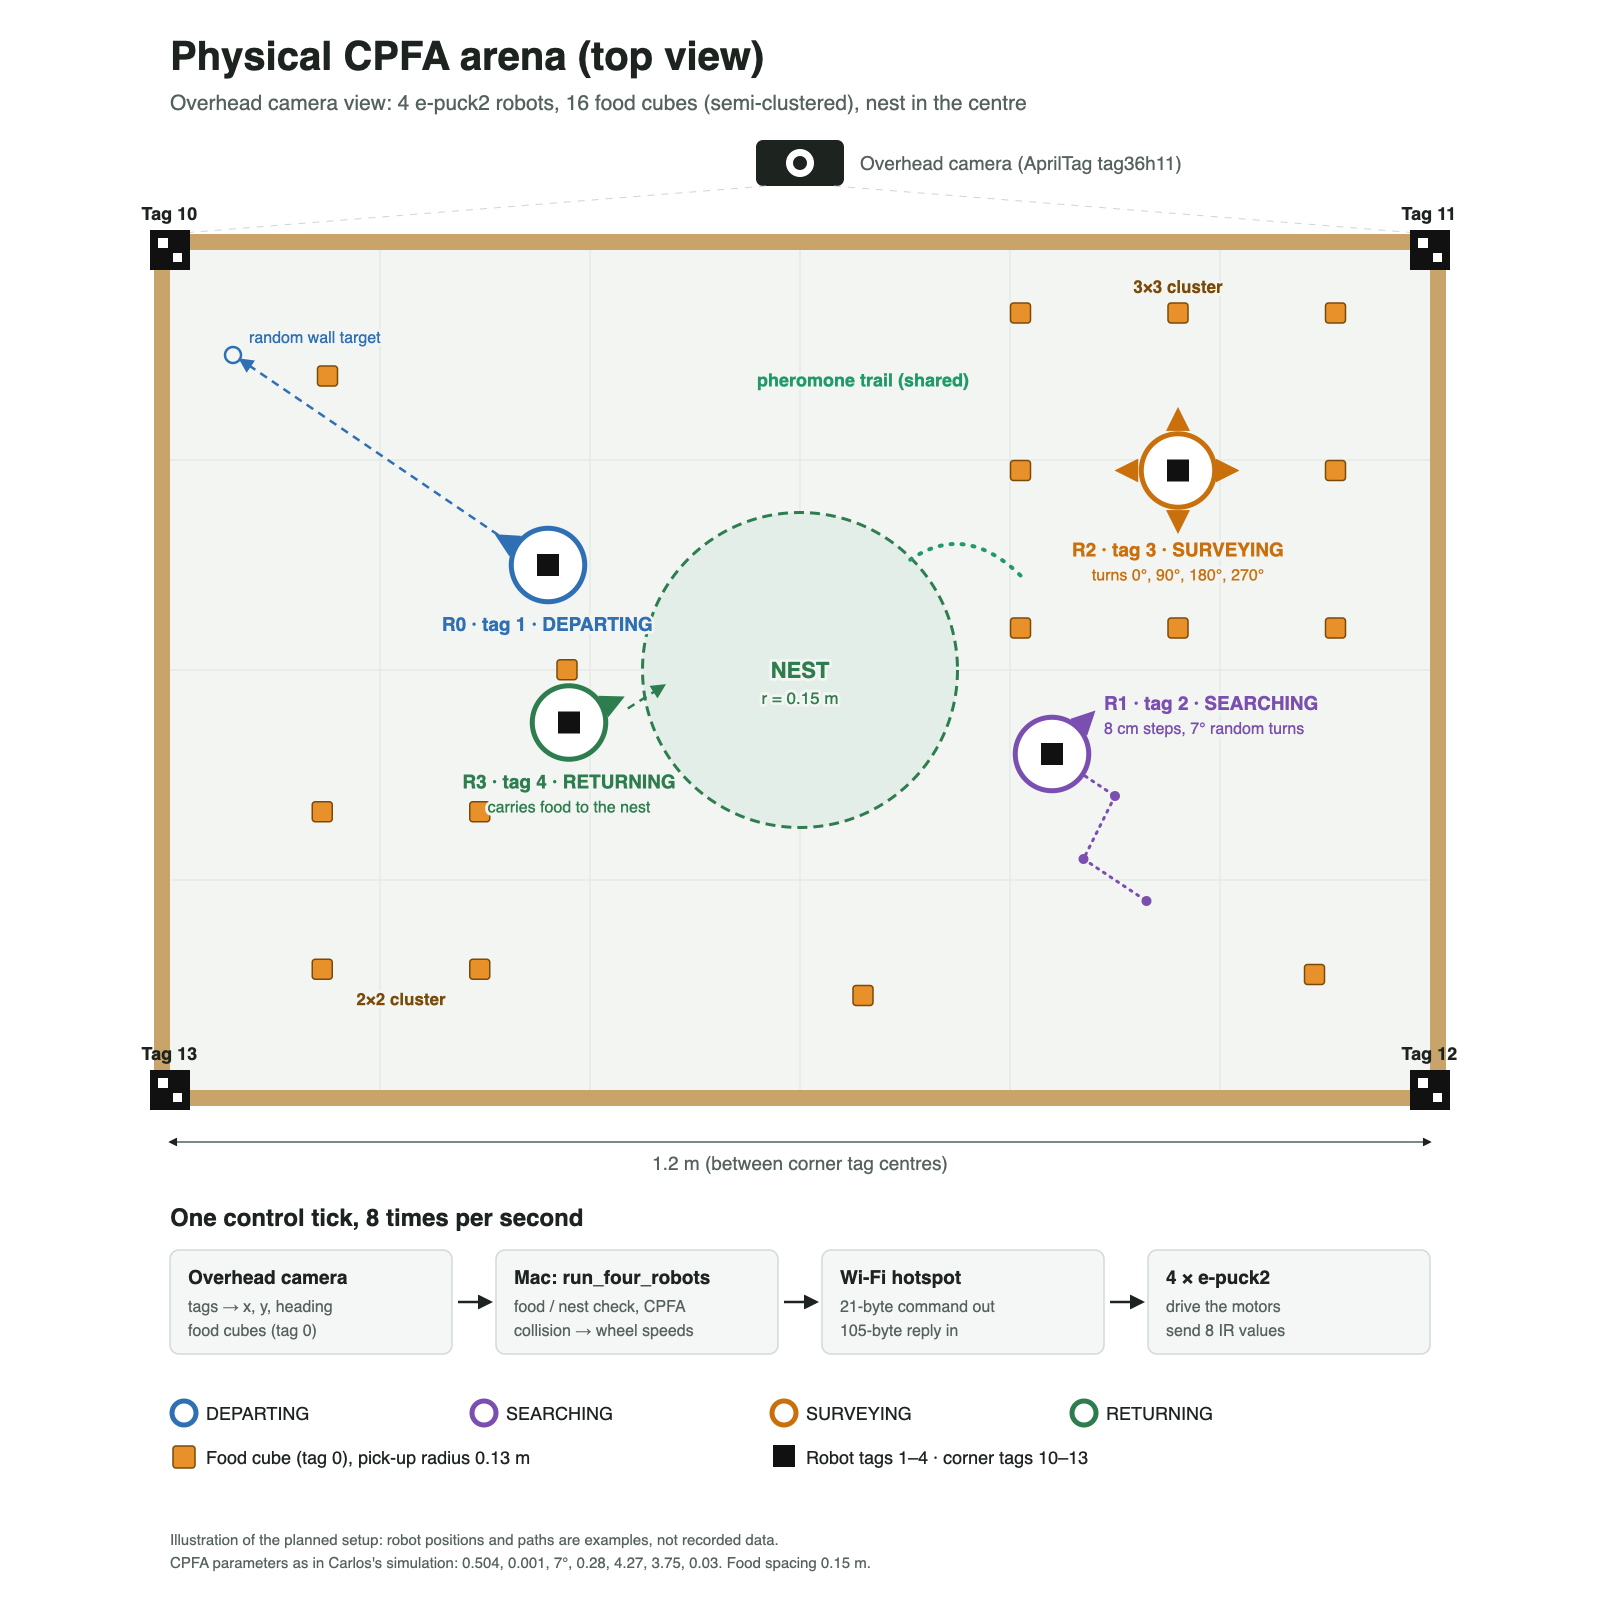 Physical CPFA arena (top view)
Overhead camera view: 4 e-puck2 robots, 16 food cubes (semi-clustered), nest in the centre
Overhead camera (AprilTag tag36h11)
Tag 10
Tag 11
3×3 cluster
random wall target
pheromone trail (shared)
R2 · tag 3 · SURVEYING
turns 0°, 90°, 180°, 270°
R0 · tag 1 · DEPARTING
NEST
r = 0.15 m
R1 · tag 2 · SEARCHING
8 cm steps, 7° random turns
R3 · tag 4 · RETURNING
carries food to the nest
2×2 cluster
Tag 13
Tag 12
1.2 m (between corner tag centres)
One control tick, 8 times per second
Overhead camera
tags → x, y, heading
food cubes (tag 0)
Mac: run_four_robots
food / nest check, CPFA
collision → wheel speeds
Wi-Fi hotspot
21-byte command out
105-byte reply in
4 × e-puck2
drive the motors
send 8 IR values
DEPARTING
SEARCHING
SURVEYING
RETURNING
Food cube (tag 0), pick-up radius 0.13 m
Robot tags 1–4 · corner tags 10–13
Illustration of the planned setup: robot positions and paths are examples, not recorded data.
CPFA parameters as in Carlos's simulation: 0.504, 0.001, 7°, 0.28, 4.27, 3.75, 0.03. Food spacing 0.15 m.